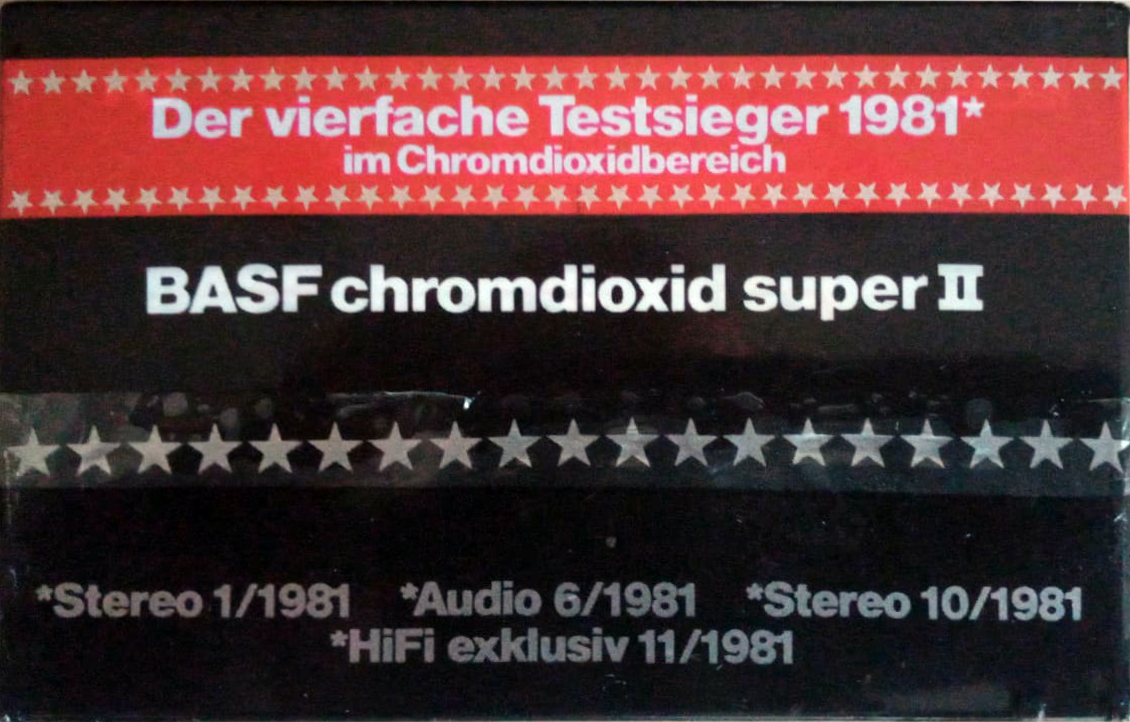 Der vierfache Testsieger 1981*
im Chromdioxidbereich
BASF chromdioxid super II
*Stereo 1/1981 *Audio 6/1981 *Stereo 10/1981
*HiFi exklusiv 11/1981